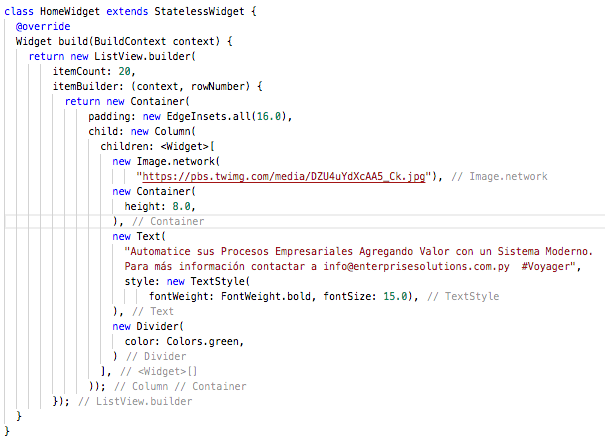 class HomeWidget extends StatelessWidget {
@override
Widget build(BuildContext context) {
return new ListView.builder(
itemCount: 20,
itemBuilder: (context, rowNumber) {
return new Container(
padding: new EdgeInsets.all(16.0),
child: new Column(
children: <Widget>[
new Image.network(
"https://pbs.twimg.com/media/DZU4uYdXcAA5_Ck.jpg"), // Image.network
new Container(
height: 8.0,
), // Container
new Text(
"Automatice sus Procesos Empresariales Agregando Valor con un Sistema Moderno.
Para más información contactar a info@enterprisesolutions.com.py  #Voyager",
style: new TextStyle(
fontWeight: FontWeight.bold, fontSize: 15.0), // TextStyle
), // Text
new Divider(
color: Colors.green,
) // Divider
], // <Widget>[]
)); // Column // Container
}); // ListView.builder
}
}